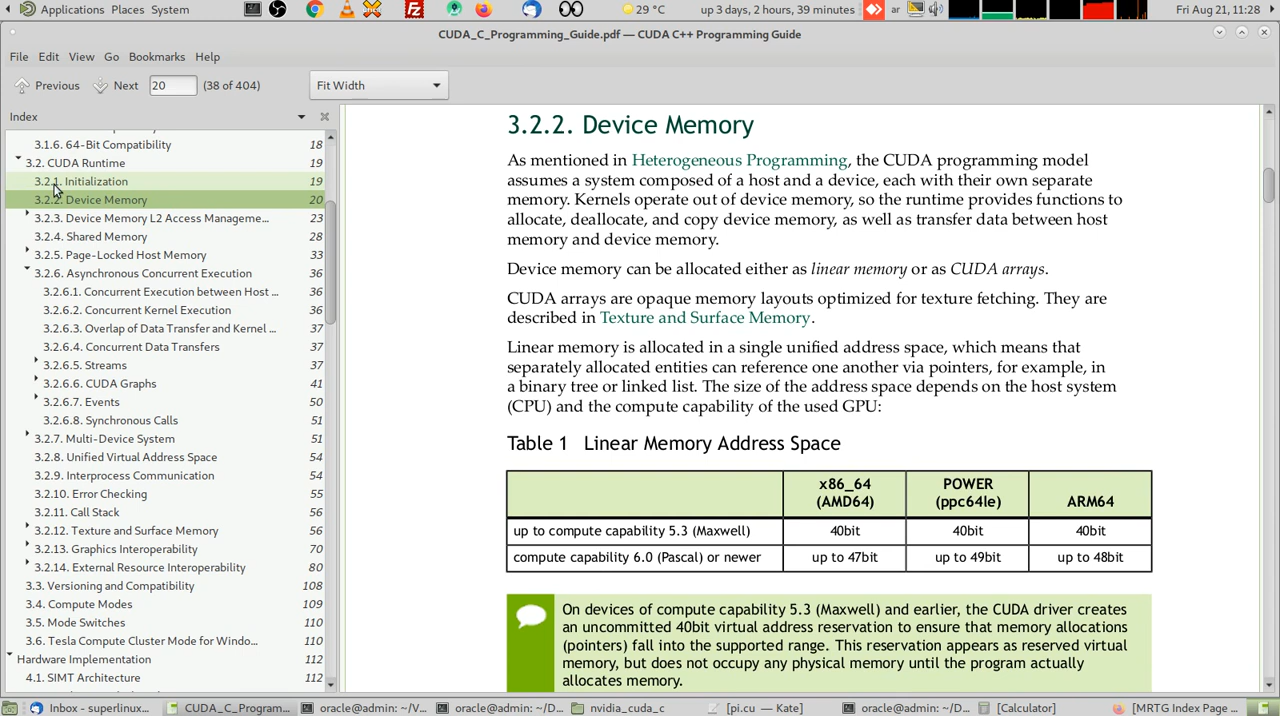 Applications Places System
29 °C
up 3 days, 2 hours, 39 minutes
ar
Fri Aug 21, 11:28
CUDA_C_Programming_Guide.pdf — CUDA C++ Programming Guide
File Edit View Go Bookmarks Help
Previous Next 20 (38 of 404) Fit Width
Index
3.1.6. 64-Bit Compatibility 18
3.2. CUDA Runtime 19
3.2.1. Initialization 19
3.2.2. Device Memory 20
3.2.3. Device Memory L2 Access Manageme... 23
3.2.4. Shared Memory 28
3.2.5. Page-Locked Host Memory 33
3.2.6. Asynchronous Concurrent Execution 36
3.2.6.1. Concurrent Execution between Host ... 36
3.2.6.2. Concurrent Kernel Execution 36
3.2.6.3. Overlap of Data Transfer and Kernel ... 37
3.2.6.4. Concurrent Data Transfers 37
3.2.6.5. Streams 37
3.2.6.6. CUDA Graphs 41
3.2.6.7. Events 50
3.2.6.8. Synchronous Calls 51
3.2.7. Multi-Device System 51
3.2.8. Unified Virtual Address Space 54
3.2.9. Interprocess Communication 54
3.2.10. Error Checking 55
3.2.11. Call Stack 56
3.2.12. Texture and Surface Memory 56
3.2.13. Graphics Interoperability 70
3.2.14. External Resource Interoperability 80
3.3. Versioning and Compatibility 108
3.4. Compute Modes 109
3.5. Mode Switches 110
3.6. Tesla Compute Cluster Mode for Windo... 110
Hardware Implementation 112
4.1. SIMT Architecture 112
3.2.2. Device Memory
As mentioned in Heterogeneous Programming, the CUDA programming model
assumes a system composed of a host and a device, each with their own separate
memory. Kernels operate out of device memory, so the runtime provides functions to
allocate, deallocate, and copy device memory, as well as transfer data between host
memory and device memory.
Device memory can be allocated either as linear memory or as CUDA arrays.
CUDA arrays are opaque memory layouts optimized for texture fetching. They are
described in Texture and Surface Memory.
Linear memory is allocated in a single unified address space, which means that
separately allocated entities can reference one another via pointers, for example, in
a binary tree or linked list. The size of the address space depends on the host system
(CPU) and the compute capability of the used GPU:
Table 1 Linear Memory Address Space
x86_64 (AMD64) POWER (ppc64le) ARM64
up to compute capability 5.3 (Maxwell) 40bit 40bit 40bit
compute capability 6.0 (Pascal) or newer up to 47bit up to 49bit up to 48bit
On devices of compute capability 5.3 (Maxwell) and earlier, the CUDA driver creates
an uncommitted 40bit virtual address reservation to ensure that memory allocations
(pointers) fall into the supported range. This reservation appears as reserved virtual
memory, but does not occupy any physical memory until the program actually
allocates memory.
Inbox - superlinux... CUDA_C_Program... oracle@admin: ~/V... oracle@admin: ~/D... nvidia_cuda_c [pi.cu — Kate] oracle@admin: ~/D... [Calculator] [MRTG Index Page ...